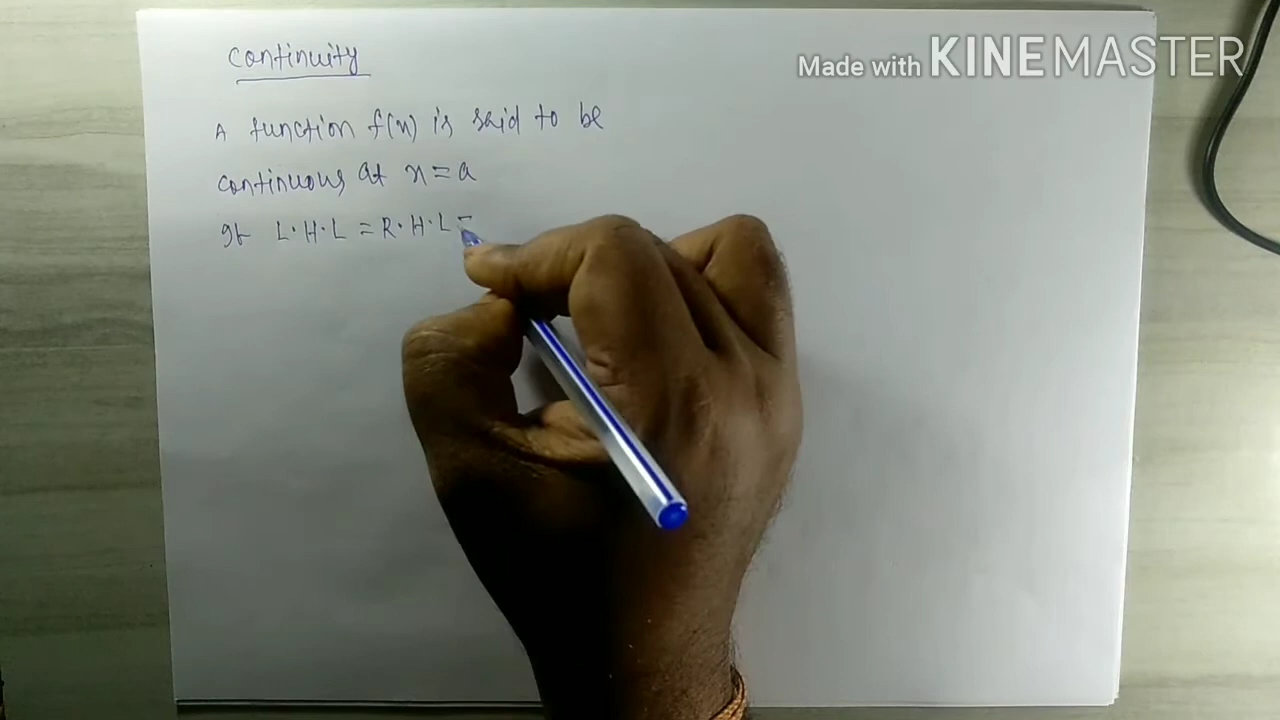 Continuity
Made with KINEMASTER
A function f(x) is said to be
continuous at x = a
If L.H.L = R.H.L =